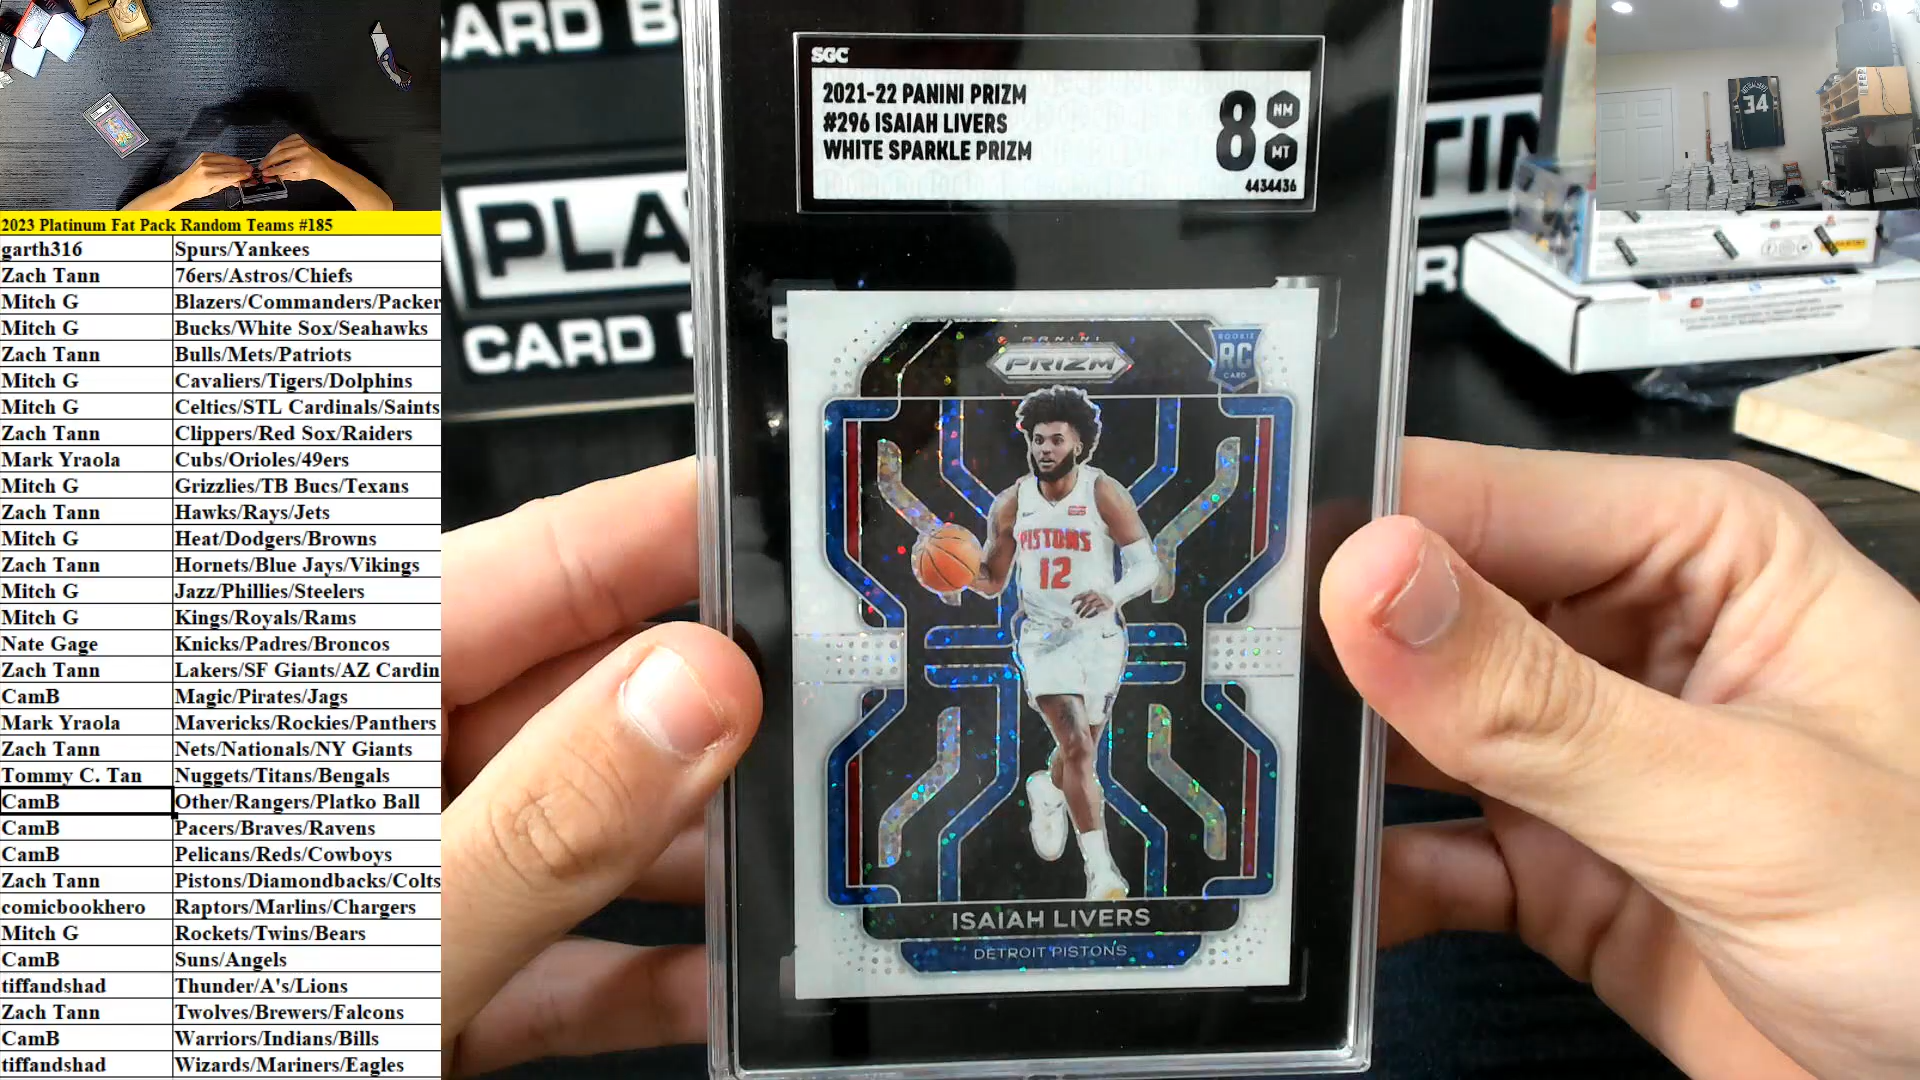 2023 Platinum Fat Pack Random Teams #185
garth316 Spurs/Yankees
Zach Tann 76ers/Astros/Chiefs
Mitch G Blazers/Commanders/Packer
Mitch G Bucks/White Sox/Seahawks
Zach Tann Bulls/Mets/Patriots
Mitch G Cavaliers/Tigers/Dolphins
Mitch G Celtics/STL Cardinals/Saints
Zach Tann Clippers/Red Sox/Raiders
Mark Yraola Cubs/Orioles/49ers
Mitch G Grizzlies/TB Bucs/Texans
Zach Tann Hawks/Rays/Jets
Mitch G Heat/Dodgers/Browns
Zach Tann Hornets/Blue Jays/Vikings
Mitch G Jazz/Phillies/Steelers
Mitch G Kings/Royals/Rams
Nate Gage Knicks/Padres/Broncos
Zach Tann Lakers/SF Giants/AZ Cardin
CamB Magic/Pirates/Jags
Mark Yraola Mavericks/Rockies/Panthers
Zach Tann Nets/Nationals/NY Giants
Tommy C. Tan Nuggets/Titans/Bengals
CamB Other/Rangers/Platko Ball
CamB Pacers/Braves/Ravens
CamB Pelicans/Reds/Cowboys
Zach Tann Pistons/Diamondbacks/Colts
comicbookhero Raptors/Marlins/Chargers
Mitch G Rockets/Twins/Bears
CamB Suns/Angels
tiffandshad Thunder/A's/Lions
Zach Tann Twolves/Brewers/Falcons
CamB Warriors/Indians/Bills
tiffandshad Wizards/Mariners/Eagles
ARD B
PLA
CARD
TIN
R
SGC
2021-22 PANINI PRIZM
#296 ISAIAH LIVERS
WHITE SPARKLE PRIZM
8 NM MT
4434436
PANINI
PRIZM
ROOKIE
RC
CARD
PISTONS
12
ISAIAH LIVERS
DETROIT PISTONS
34
PANINI